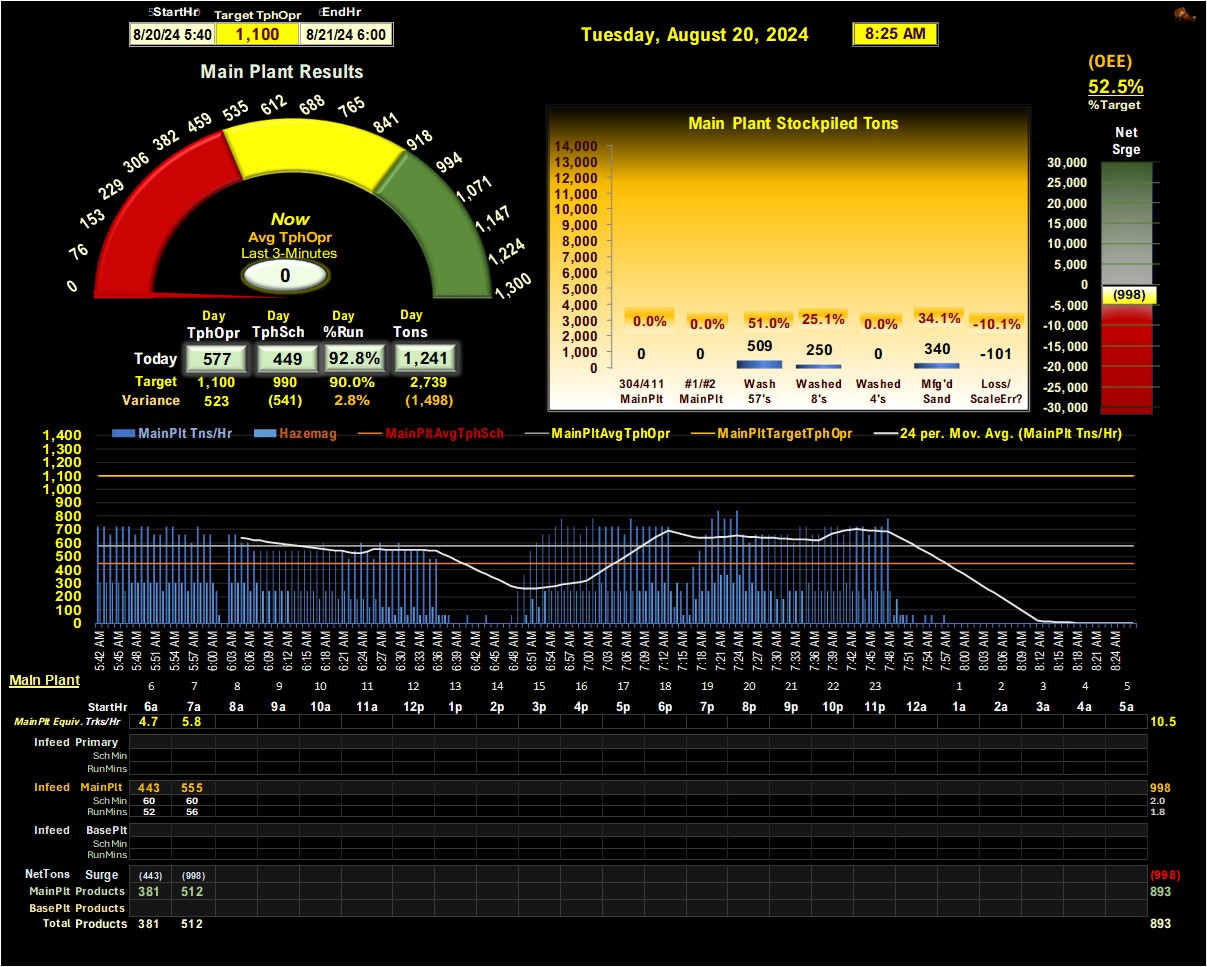 StartHr Target TphOpr EndHr
8/20/24 5:40 1,100 8/21/24 6:00
Tuesday, August 20, 2024 8:25 AM
(OEE)
52.5%
%Target
Main Plant Results
0 76 153 229 306 382 459 535 612 688 765 841 918 994 1,071 1,147 1,224 1,300
Now
Avg TphOpr
Last 3-Minutes
0
Day Day Day Day
TphOpr TphSch %Run Tons
Today 577 449 92.8% 1,241
Target 1,100 990 90.0% 2,739
Variance 523 (541) 2.8% (1,498)
Main Plant Stockpiled Tons
14,000
13,000
12,000
11,000
10,000
9,000
8,000
7,000
6,000
5,000
4,000
3,000
2,000
1,000
0
0.0% 0.0% 51.0% 25.1% 0.0% 34.1% -10.1%
0 0 509 250 0 340 -101
304/411 #1/#2 Wash Washed Washed Mfg'd Loss/
MainPlt MainPlt 57's 8's 4's Sand ScaleErr?
Net
Srge
30,000
25,000
20,000
15,000
10,000
5,000
0
(998)
-5,000
-10,000
-15,000
-20,000
-25,000
-30,000
MainPlt Tns/Hr Hazemag MainPltAvgTphSch MainPltAvgTphOpr MainPltTargetTphOpr 24 per. Mov. Avg. (MainPlt Tns/Hr)
1,400
1,300
1,200
1,100
1,000
900
800
700
600
500
400
300
200
100
0
5:42 AM 5:45 AM 5:48 AM 5:51 AM 5:54 AM 5:57 AM 6:00 AM 6:03 AM 6:06 AM 6:09 AM 6:12 AM 6:15 AM 6:18 AM 6:21 AM 6:24 AM 6:27 AM 6:30 AM 6:33 AM 6:36 AM 6:39 AM 6:42 AM 6:45 AM 6:48 AM 6:51 AM 6:54 AM 6:57 AM 7:03 AM 7:06 AM 7:09 AM 7:12 AM 7:15 AM 7:18 AM 7:21 AM 7:24 AM 7:27 AM 7:30 AM 7:33 AM 7:36 AM 7:39 AM 7:42 AM 7:45 AM 7:48 AM 7:51 AM 7:54 AM 7:57 AM 8:00 AM 8:03 AM 8:06 AM 8:09 AM 8:12 AM 8:15 AM 8:18 AM 8:21 AM 8:24 AM
Main Plant
6 7 8 9 10 11 12 13 14 15 16 17 18 19 20 21 22 23 1 2 3 4 5
StartHr 6a 7a 8a 9a 10a 11a 12p 1p 2p 3p 4p 5p 6p 7p 8p 9p 10p 11p 12a 1a 2a 3a 4a 5a
MainPlt Equiv. Trks/Hr 4.7 5.8 10.5
Infeed Primary
SchMin
RunMins
Infeed MainPlt 443 555 998
SchMin 60 60 2.0
RunMins 52 56 1.8
Infeed BasePlt
SchMin
RunMins
NetTons Surge (443) (998) (998)
MainPlt Products 381 512 893
BasePlt Products
Total Products 381 512 893